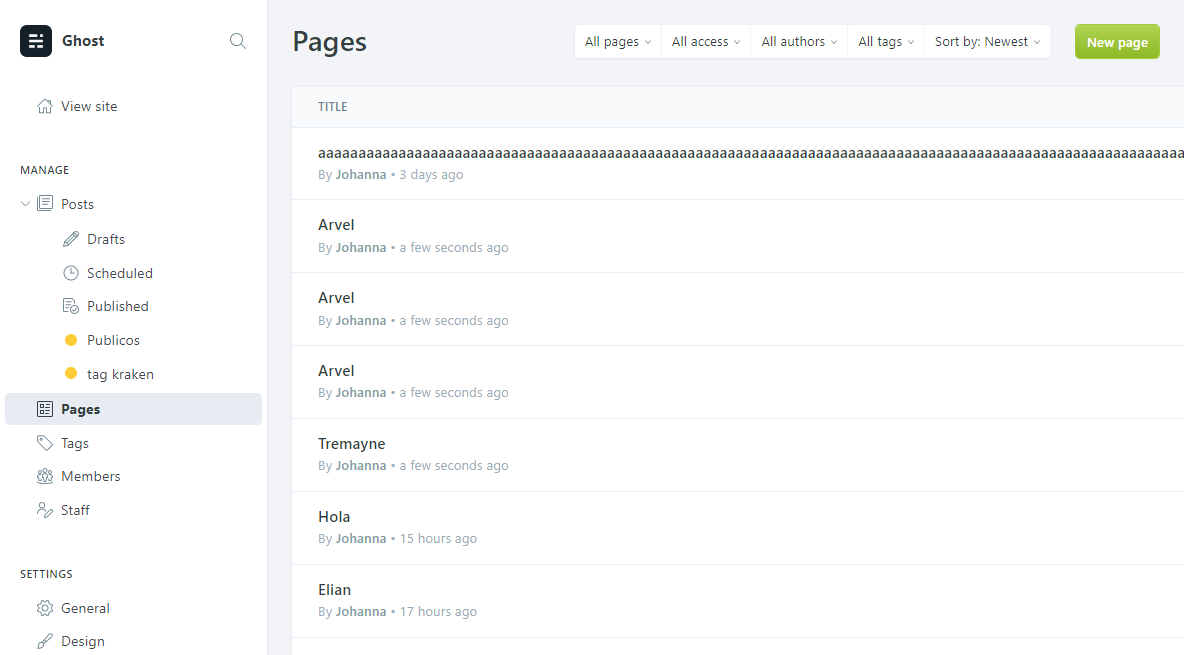 Ghost
View site
MANAGE
Posts
Drafts
Scheduled
Published
Publicos
tag kraken
Pages
Tags
Members
Staff
SETTINGS
General
Design
Pages
All pages All access All authors All tags Sort by: Newest New page
TITLE
aaaaaaaaaaaaaaaaaaaaaaaaaaaaaaaaaaaaaaaaaaaaaaaaaaaaaaaaaaaaaaaaaaaaaaaaaaaaaaaaaaaaaaaaaaaaaaaaaaaaaaaaaaaa
By Johanna • 3 days ago
Arvel
By Johanna • a few seconds ago
Arvel
By Johanna • a few seconds ago
Arvel
By Johanna • a few seconds ago
Tremayne
By Johanna • a few seconds ago
Hola
By Johanna • 15 hours ago
Elian
By Johanna • 17 hours ago